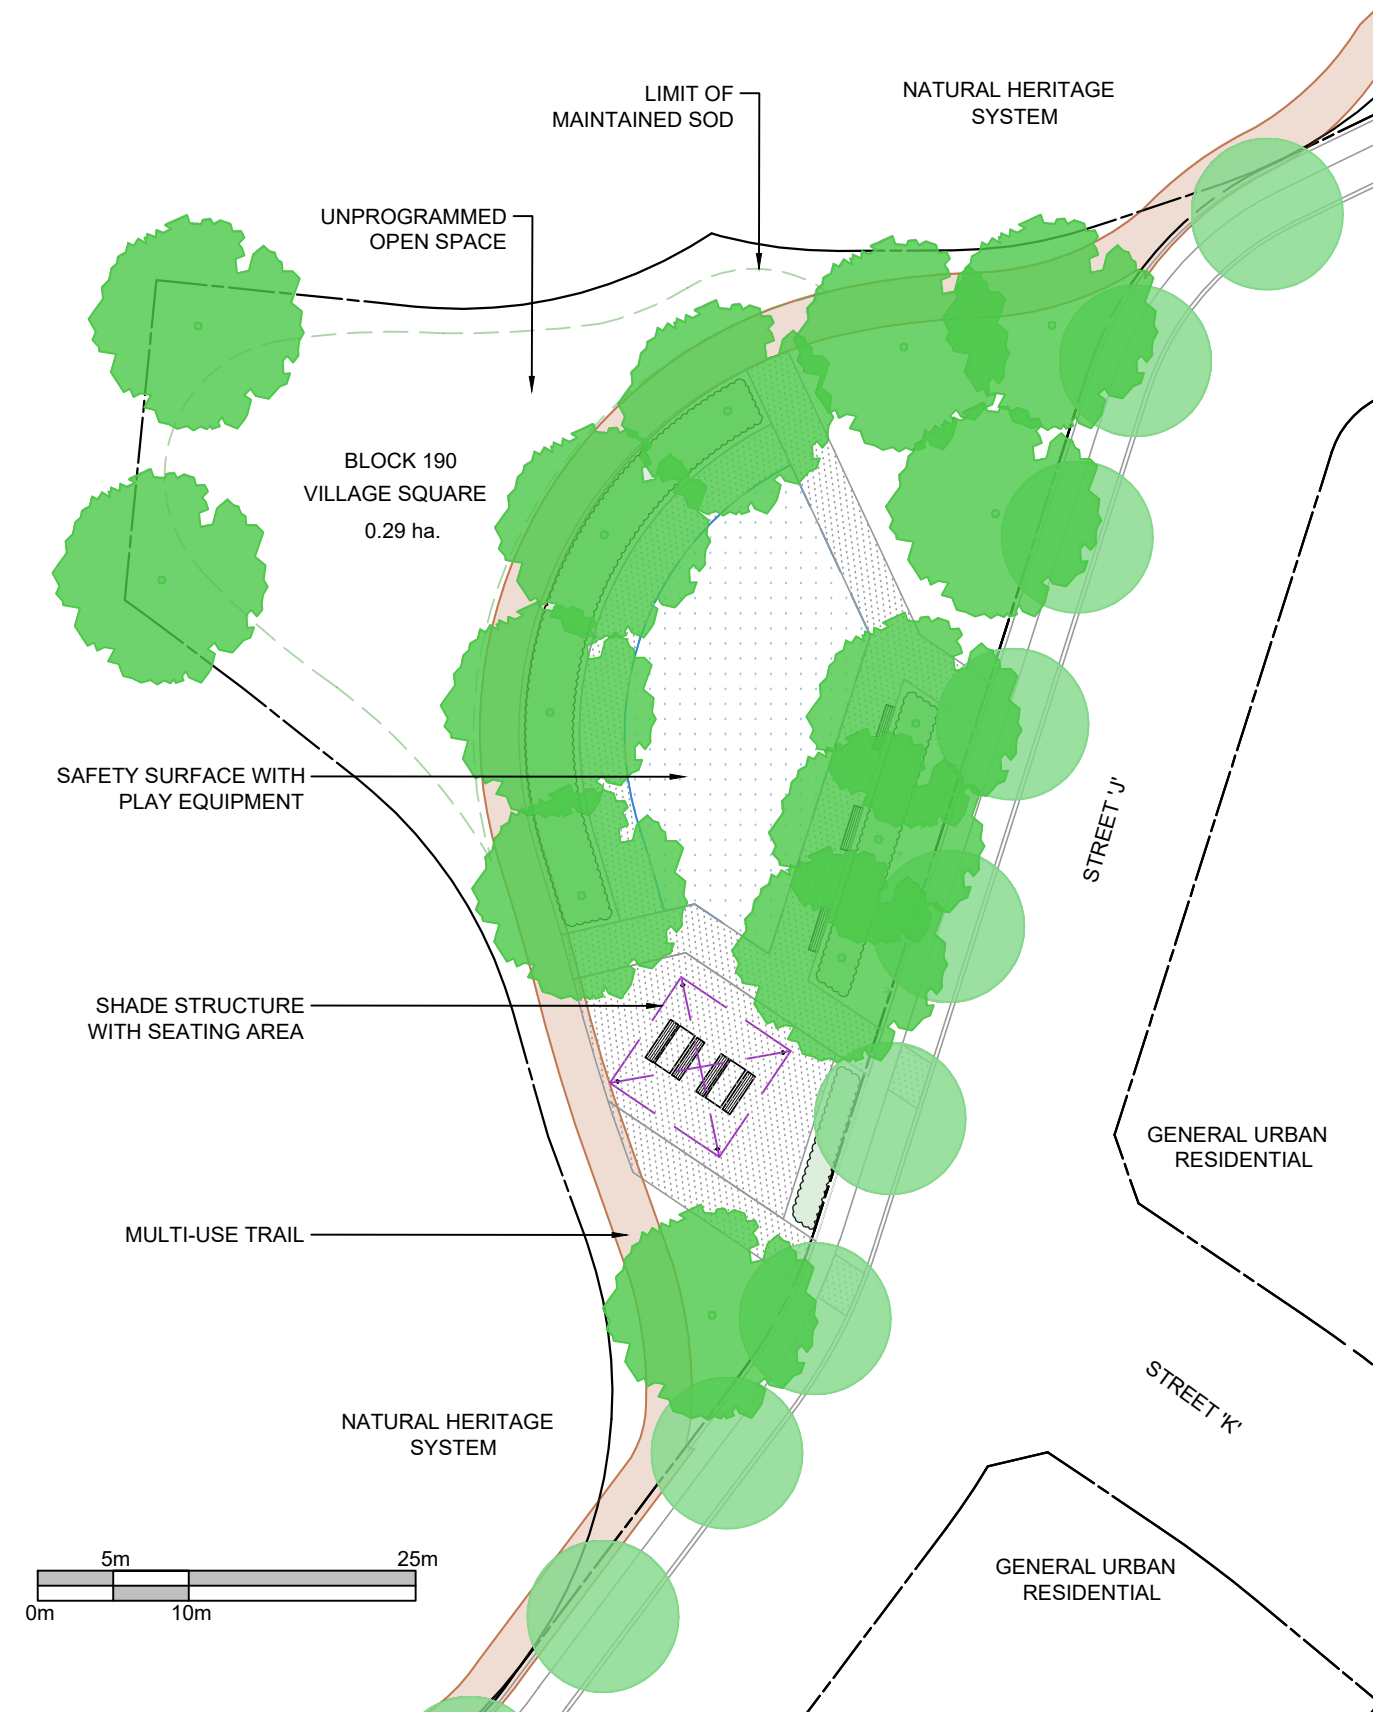 LIMIT OF
MAINTAINED SOD
NATURAL HERITAGE
SYSTEM
UNPROGRAMMED
OPEN SPACE
BLOCK 190
VILLAGE SQUARE
0.29 ha.
SAFETY SURFACE WITH
PLAY EQUIPMENT
STREET 'J'
SHADE STRUCTURE
WITH SEATING AREA
GENERAL URBAN
RESIDENTIAL
MULTI-USE TRAIL
STREET 'K'
NATURAL HERITAGE
SYSTEM
GENERAL URBAN
RESIDENTIAL
5m 25m
0m 10m